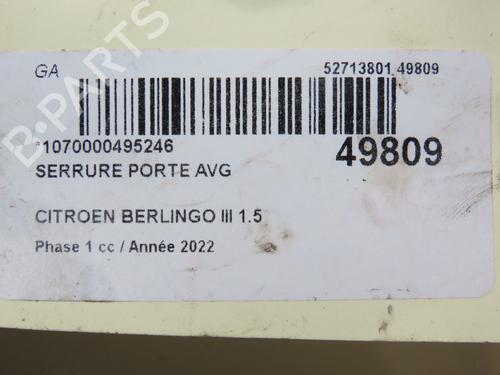 GA
52713801 49809
*1070000495246
49809
SERRURE PORTE AVG
CITROEN BERLINGO III 1.5
Phase 1 cc / Année 2022
B-PARTS